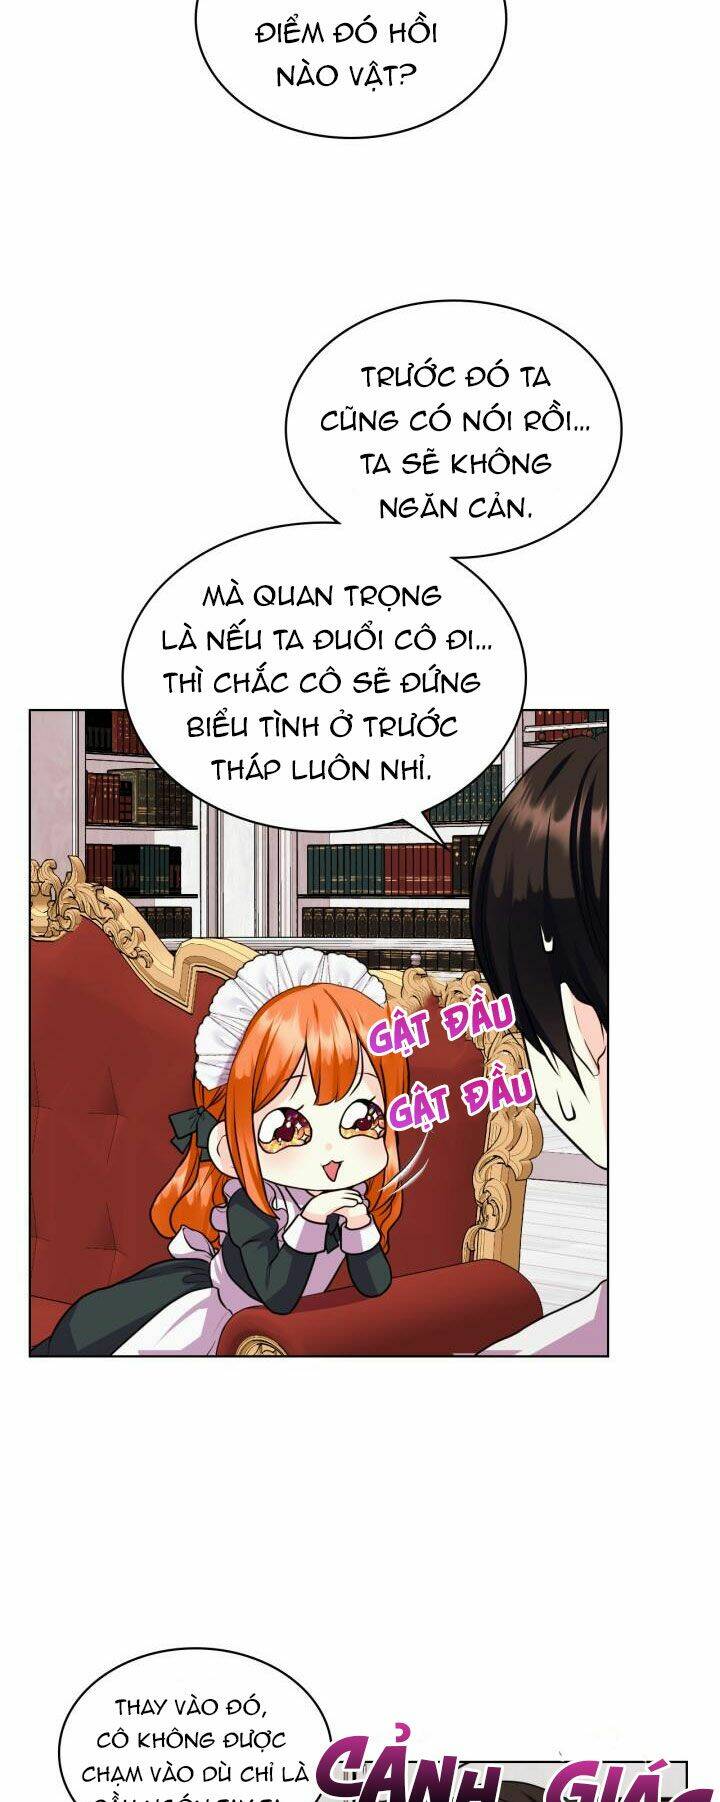 ĐIỂM ĐÓ HỒI
NÀO VẬT?
TRƯỚC ĐÓ TA
CŨNG CÓ NÓI RỒI...
TA SẼ KHÔNG
NGĂN CẢN.
MÀ QUAN TRỌNG
LÀ NẾU TA ĐUỔI CÔ ĐI...
THÌ CHẮC CÔ SẼ ĐỨNG
BIỂU TÌNH Ở TRƯỚC
THÁP LUÔN NHỈ.
GẬT ĐẦU
GẬT ĐẦU
THAY VÀO ĐÓ,
CÔ KHÔNG ĐƯỢC
CHẠM VÀO DÙ CHỈ LÀ
CẢNH GIÁC